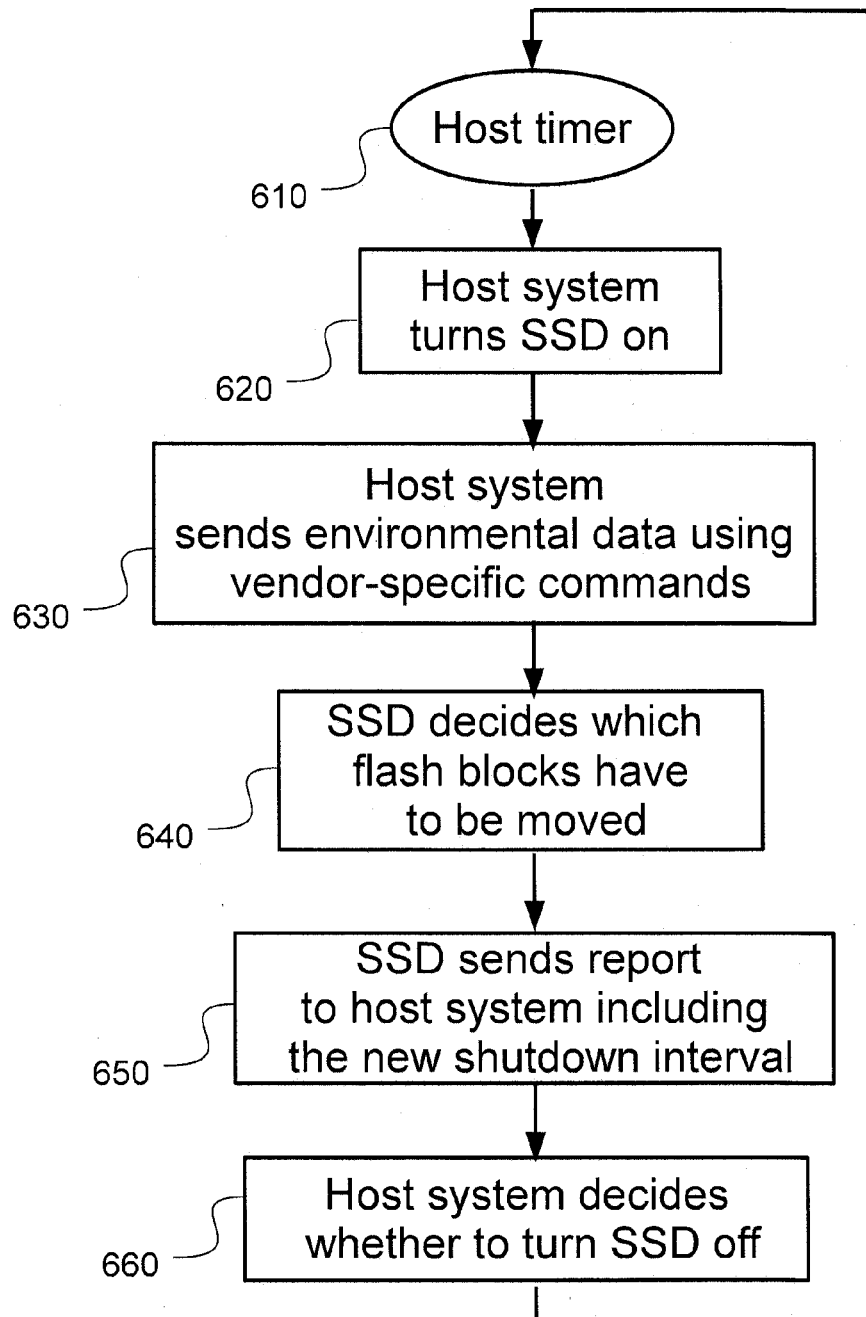 Host timer
610
Host system
turns SSD on
620
Host system
sends environmental data using
vendor-specific commands
630
SSD decides which
flash blocks have
to be moved
640
SSD sends report
to host system including
the new shutdown interval
650
Host system decides
whether to turn SSD off
660